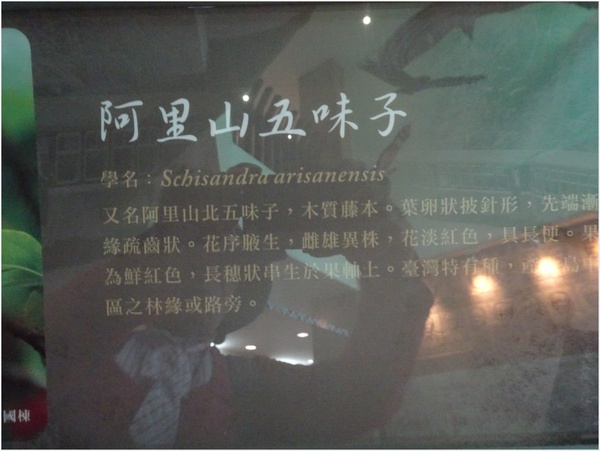 阿里山五味子
學名：Schisandra arisanensis
又名阿里山北五味子，木質藤本。葉卵狀披針形，先端漸
緣疏齒狀。花序腋生，雌雄異株，花淡紅色，具長梗。果
為鮮紅色，長穗狀串生於果軸上。臺灣特有種，產
區之林緣或路旁。
國棟